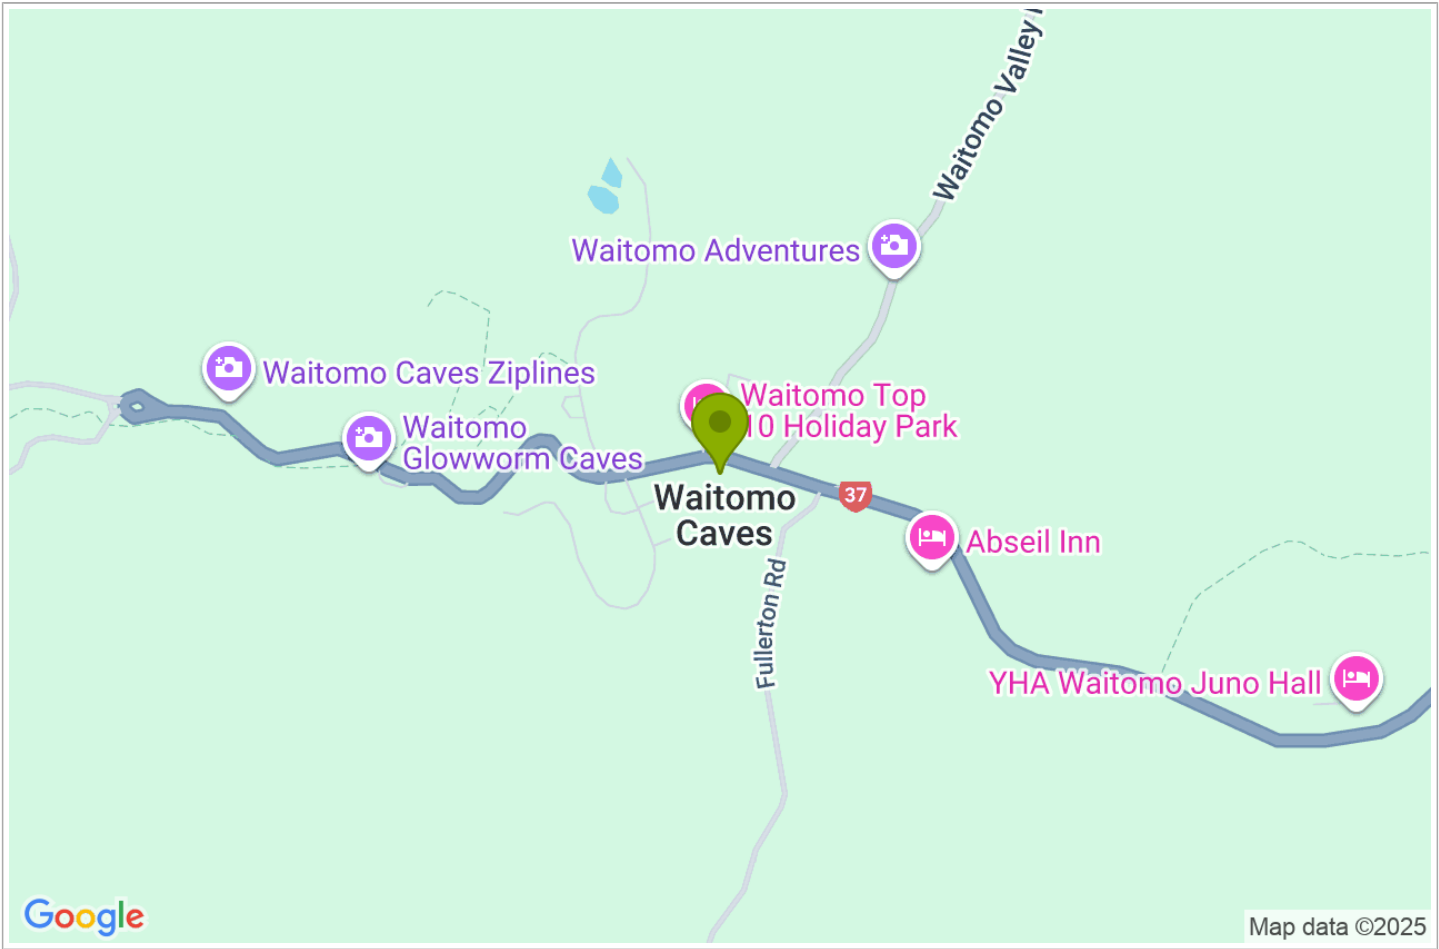 Waitomo Valley
Waitomo Adventures
Waitomo Caves Ziplines
Waitomo
Glowworm Caves
Waitomo Top
10 Holiday Park
Waitomo
Caves
37
Abseil Inn
Fullerton Rd
YHA Waitomo Juno Hall
Google
Map data ©2025